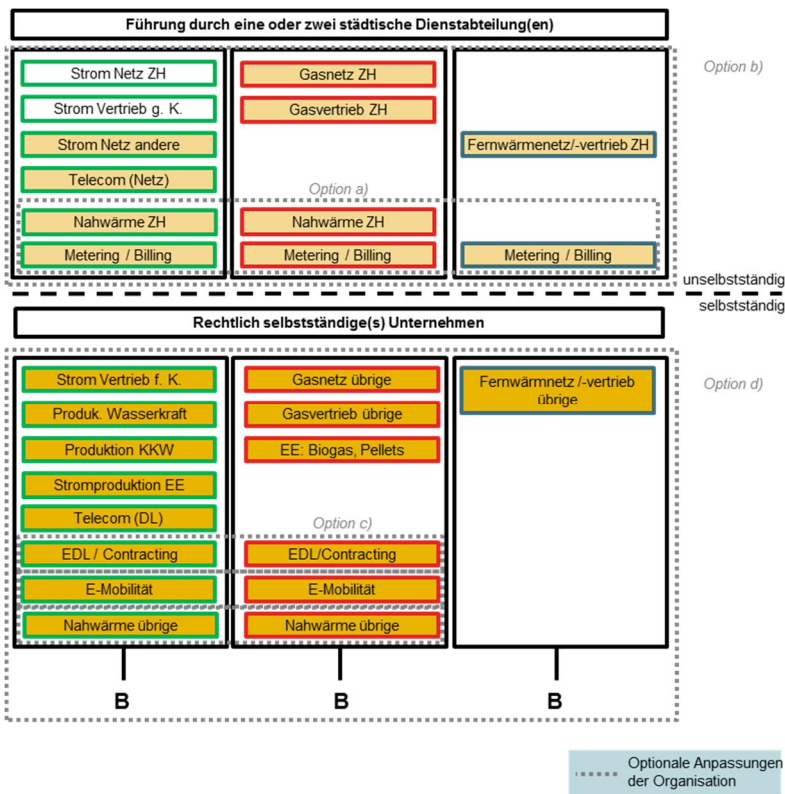 Führung durch eine oder zwei städtische Dienstabteilung(en)
Option b)
Strom Netz ZH
Strom Vertrieb g. K.
Strom Netz andere
Telecom (Netz)
Nahwärme ZH
Metering / Billing
Gasnetz ZH
Gasvertrieb ZH
Option a)
Nahwärme ZH
Metering / Billing
Fernwärmenetz/-vertrieb ZH
Metering / Billing
unselbstständig
selbstständig
Rechtlich selbstständige(s) Unternehmen
Option d)
Strom Vertrieb f. K.
Produk. Wasserkraft
Produktion KKW
Stromproduktion EE
Telecom (DL)
EDL / Contracting
E-Mobilität
Nahwärme übrige
Gasnetz übrige
Gasvertrieb übrige
EE: Biogas, Pellets
Option c)
EDL/Contracting
E-Mobilität
Nahwärme übrige
Fernwärmnetz /-vertrieb
übrige
B
B
B
Optionale Anpassungen
der Organisation